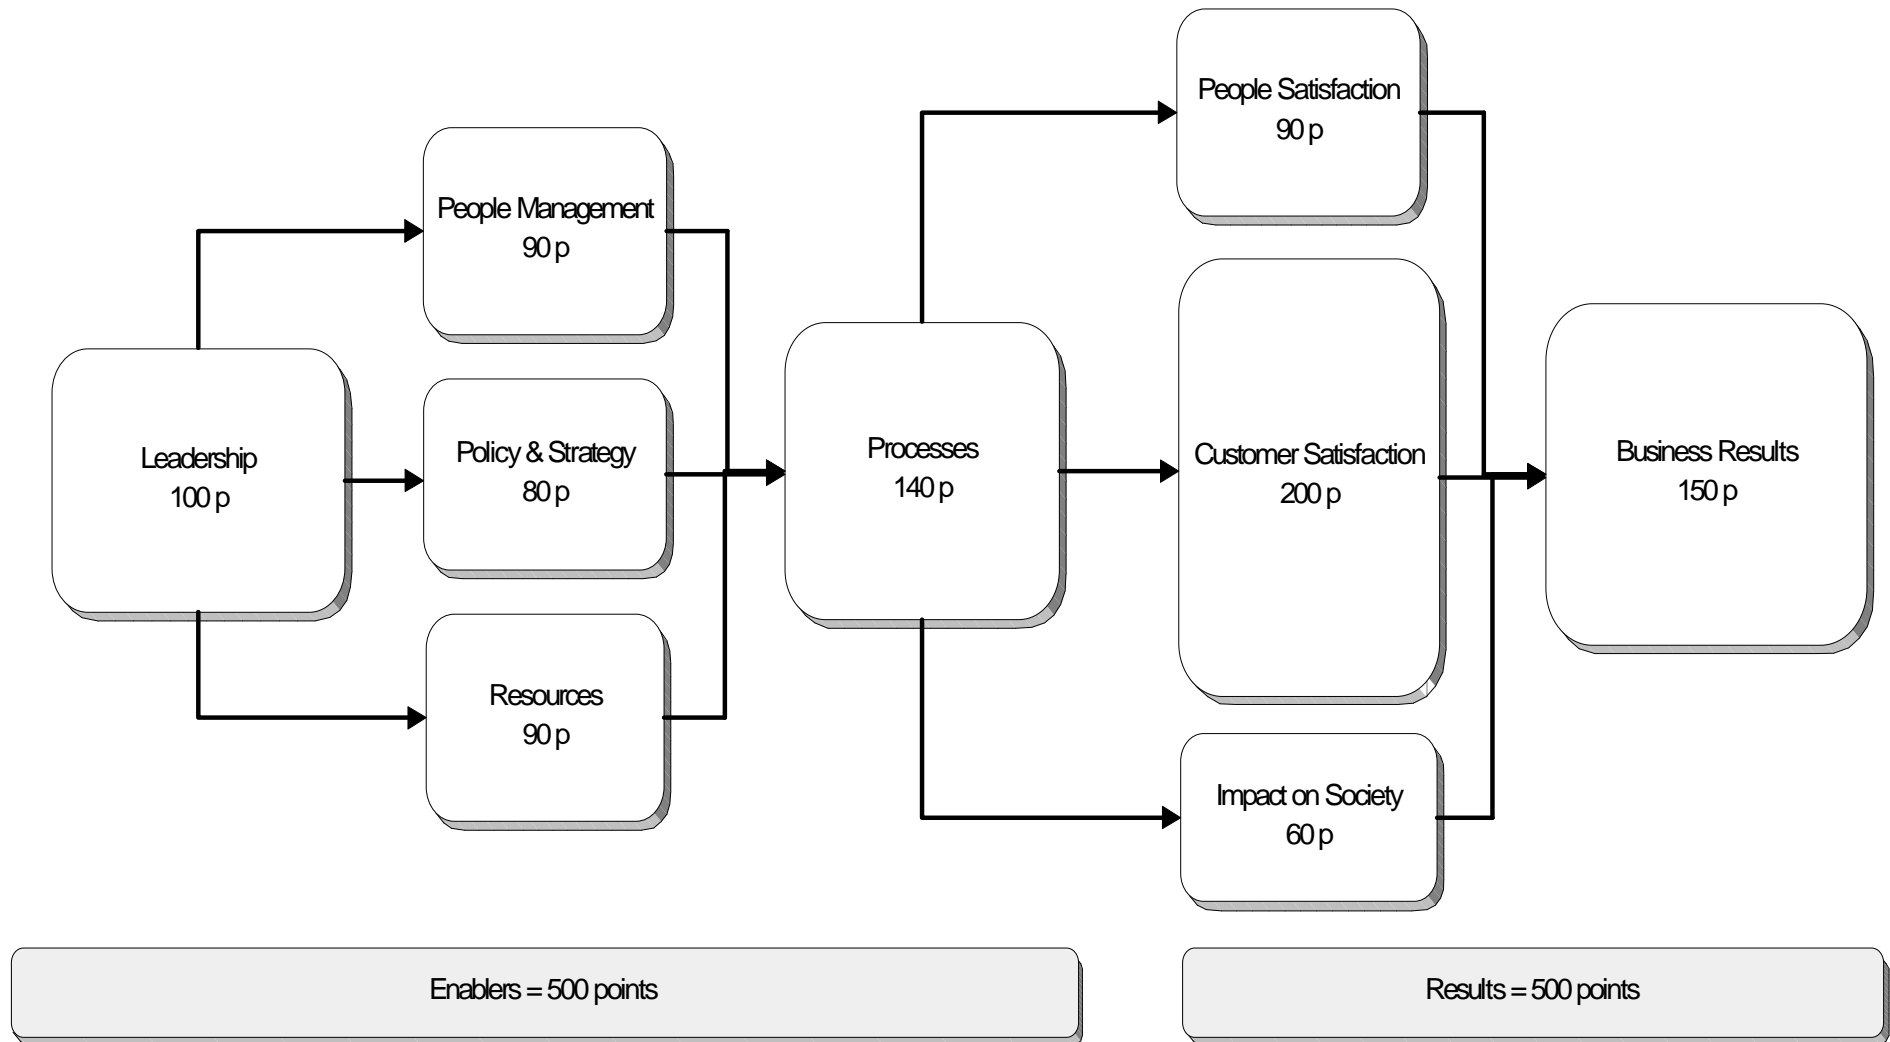 People Satisfaction
90 p
People Management
90 p
Leadership
100 p
Policy & Strategy
80 p
Processes
140 p
Customer Satisfaction
200 p
Business Results
150 p
Resources
90 p
Impact on Society
60 p
Enablers = 500 points
Results = 500 points